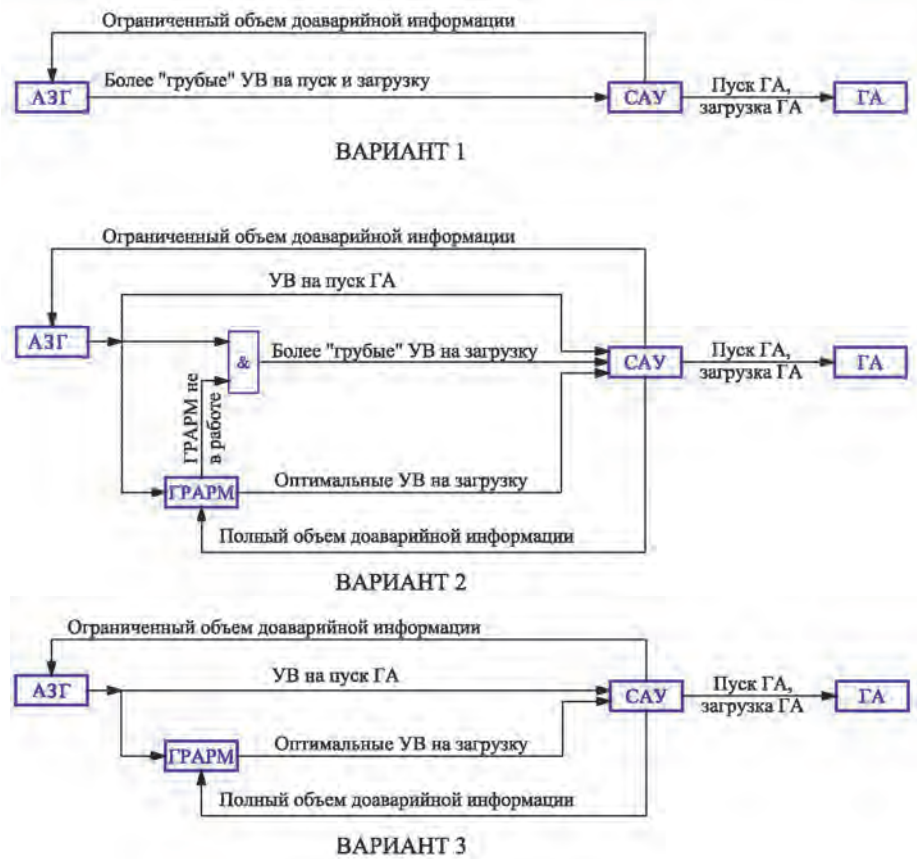 Ограниченный объем доаварийной информации
АЗГ
Более "грубые" УВ на пуск и загрузку
САУ
Пуск ГА,
загрузка ГА
ГА
ВАРИАНТ 1
Ограниченный объем доаварийной информации
УВ на пуск ГА
АЗГ
&
Более "грубые" УВ на загрузку
САУ
Пуск ГА,
загрузка ГА
ГА
ГРАРМ не
в работе
ГРАРМ
Оптимальные УВ на загрузку
Полный объем доаварийной информации
ВАРИАНТ 2
Ограниченный объем доаварийной информации
АЗГ
УВ на пуск ГА
САУ
Пуск ГА,
загрузка ГА
ГА
ГРАРМ
Оптимальные УВ на загрузку
Полный объем доаварийной информации
ВАРИАНТ 3